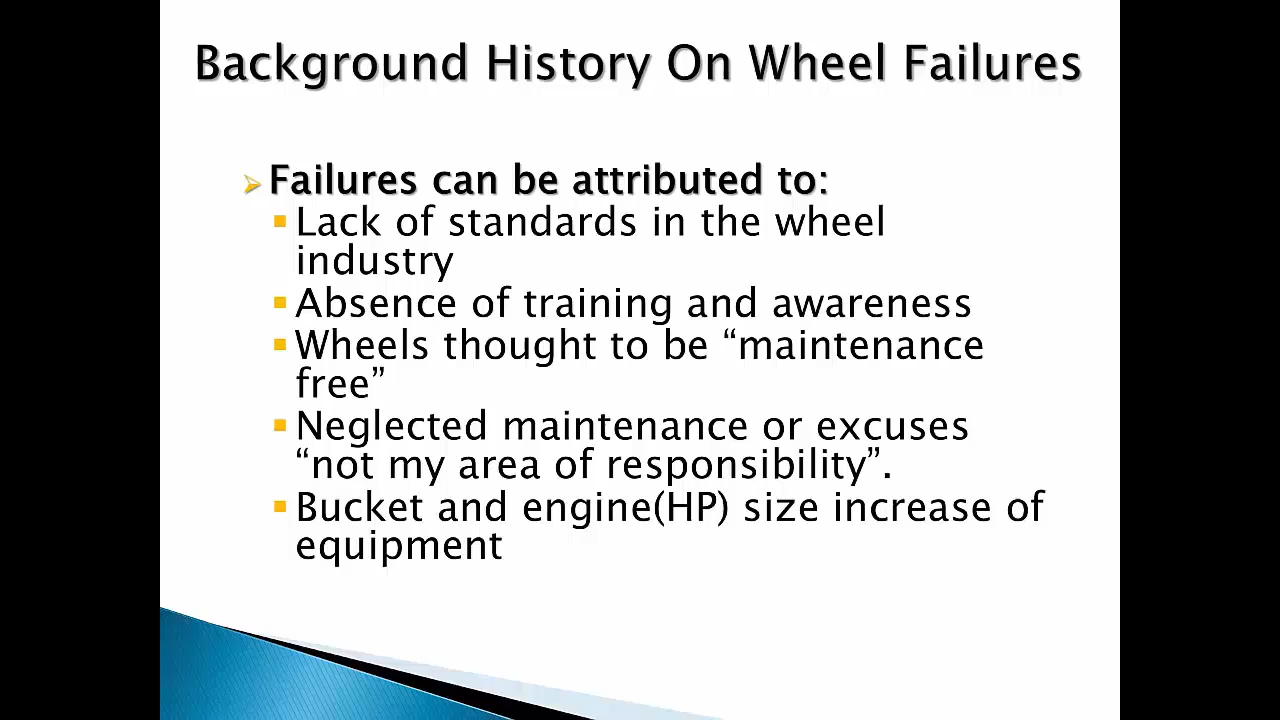 Background History On Wheel Failures
Failures can be attributed to:
Lack of standards in the wheel
industry
Absence of training and awareness
Wheels thought to be “maintenance
free”
Neglected maintenance or excuses
“not my area of responsibility”.
Bucket and engine(HP) size increase of
equipment